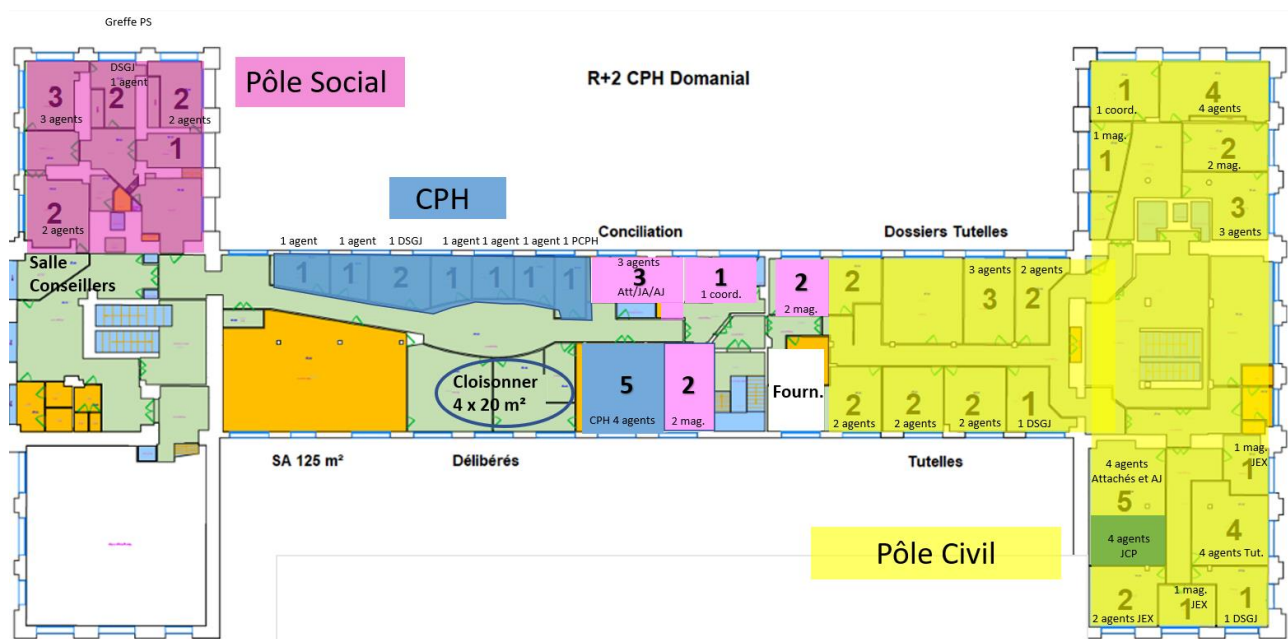 Greffe PS
Pôle Social
R+2 CPH Domanial
DSGJ
1 agent
3
2
2
3 agents
2 agents
1
2
2 agents
CPH
1 agent
1 agent
1 DSGJ
1 agent
1 agent
1 agent
1 PCPH
Conciliation
Dossiers Tutelles
Salle
Conseillers
1
1
2
1
1
1
1
3 agents
3
Att/JA/AJ
1
1 coord.
2
2 mag.
2
3 agents
3
2 agents
2
Cloisonner
4 x 20 m²
5
CPH 4 agents
2
2 mag.
Fourn.
2
2 agents
2
2 agents
2
2 agents
1
1 DSGJ
SA 125 m²
Délibérés
Tutelles
1
1 coord.
4
4 agents
1 mag.
1
2
2 mag.
3
3 agents
1 mag.
JEX
1
4 agents
Attachés et AJ
5
4 agents
JCP
4
4 agents Tut.
2
2 agents JEX
1 mag.
JEX
1
1
1 DSGJ
Pôle Civil